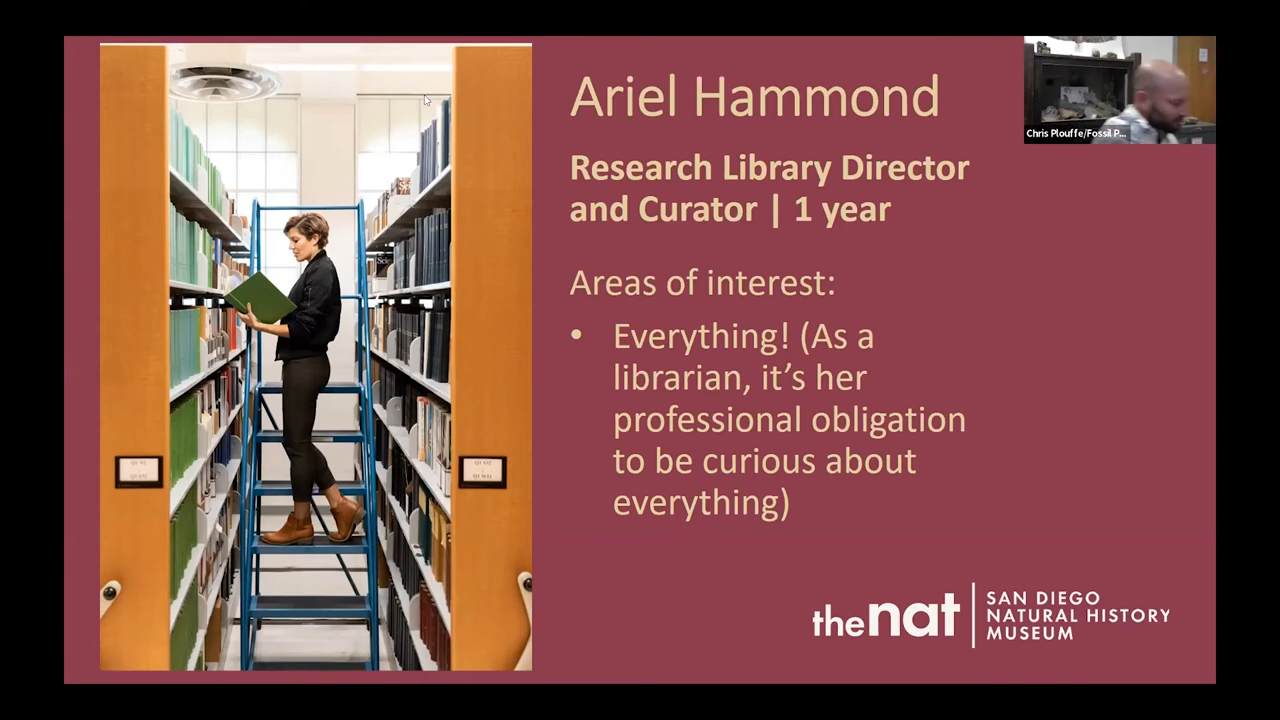 Ariel Hammond
Research Library Director
and Curator | 1 year
Areas of interest:
• Everything! (As a
librarian, it's her
professional obligation
to be curious about
everything)
the nat | SAN DIEGO
NATURAL HISTORY
MUSEUM
Chris Plouffe/Fossil P...